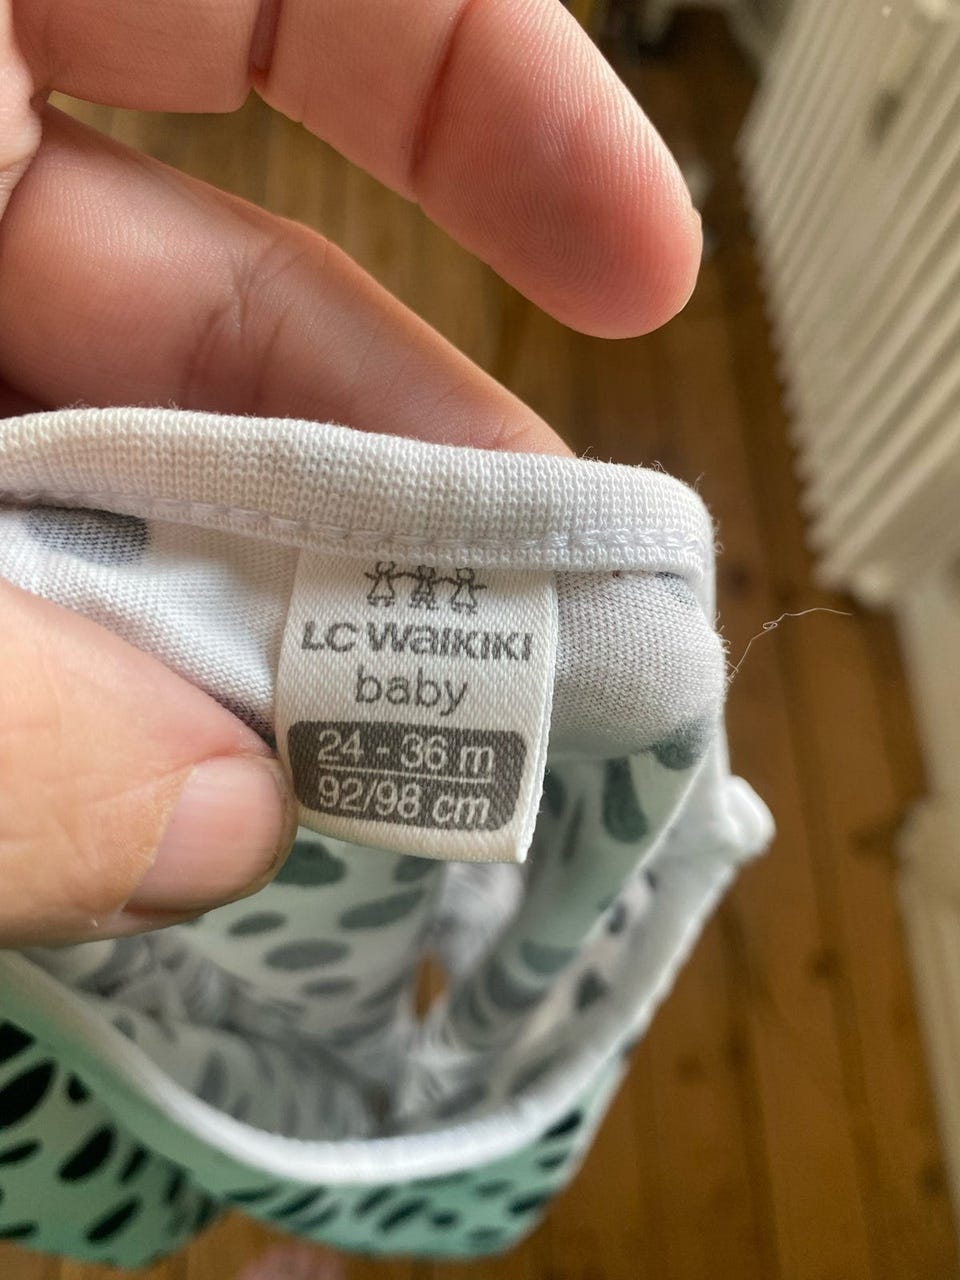 LC WaIKIKI
baby
24 - 36 m
92/98 cm